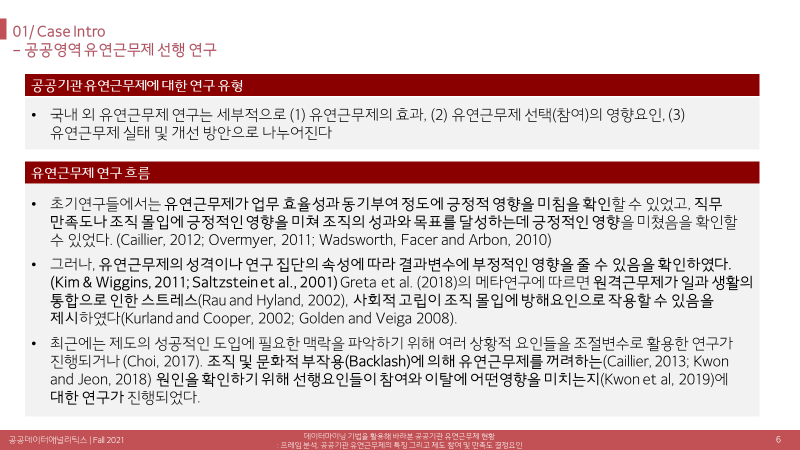 01/ Case Intro
– 공공영역 유연근무제 선행 연구
공공기관 유연근무제에 대한 연구 유형
• 국내 외 유연근무제 연구는 세부적으로 (1) 유연근무제의 효과, (2) 유연근무제 선택(참여)의 영향요인, (3)
유연근무제 실태 및 개선 방안으로 나누어진다
유연근무제 연구 흐름
• 초기연구들에서는 유연근무제가 업무 효율성과 동기부여 정도에 긍정적 영향을 미침을 확인할 수 있었고, 직무
만족도나 조직 몰입에 긍정적인 영향을 미쳐 조직의 성과와 목표를 달성하는데 긍정적인 영향을 미쳤음을 확인할
수 있었다. (Caillier, 2012; Overmyer, 2011; Wadsworth, Facer and Arbon, 2010)
• 그러나, 유연근무제의 성격이나 연구 집단의 속성에 따라 결과변수에 부정적인 영향을 줄 수 있음을 확인하였다.
(Kim & Wiggins, 2011; Saltzstein et al., 2001) Greta et al. (2018)의 메타연구에 따르면 원격근무제가 일과 생활의
통합으로 인한 스트레스(Rau and Hyland, 2002), 사회적 고립이 조직 몰입에 방해요인으로 작용할 수 있음을
제시하였다(Kurland and Cooper, 2002; Golden and Veiga 2008).
• 최근에는 제도의 성공적인 도입에 필요한 맥락을 파악하기 위해 여러 상황적 요인들을 조절변수로 활용한 연구가
진행되거나 (Choi, 2017). 조직 및 문화적 부작용(Backlash)에 의해 유연근무제를 꺼려하는(Caillier, 2013; Kwon
and Jeon, 2018) 원인을 확인하기 위해 선행요인들이 참여와 이탈에 어떤영향을 미치는지(Kwon et al, 2019)에
대한 연구가 진행되었다.
공공데이터애널리틱스 | Fall 2021
데이터마이닝 기법을 활용해 바라본 공공기관 유연근무제 현황
: 프레임 분석, 공공기관 유연근무제의 특징 그리고 제도 참여 및 만족도 결정요인
6